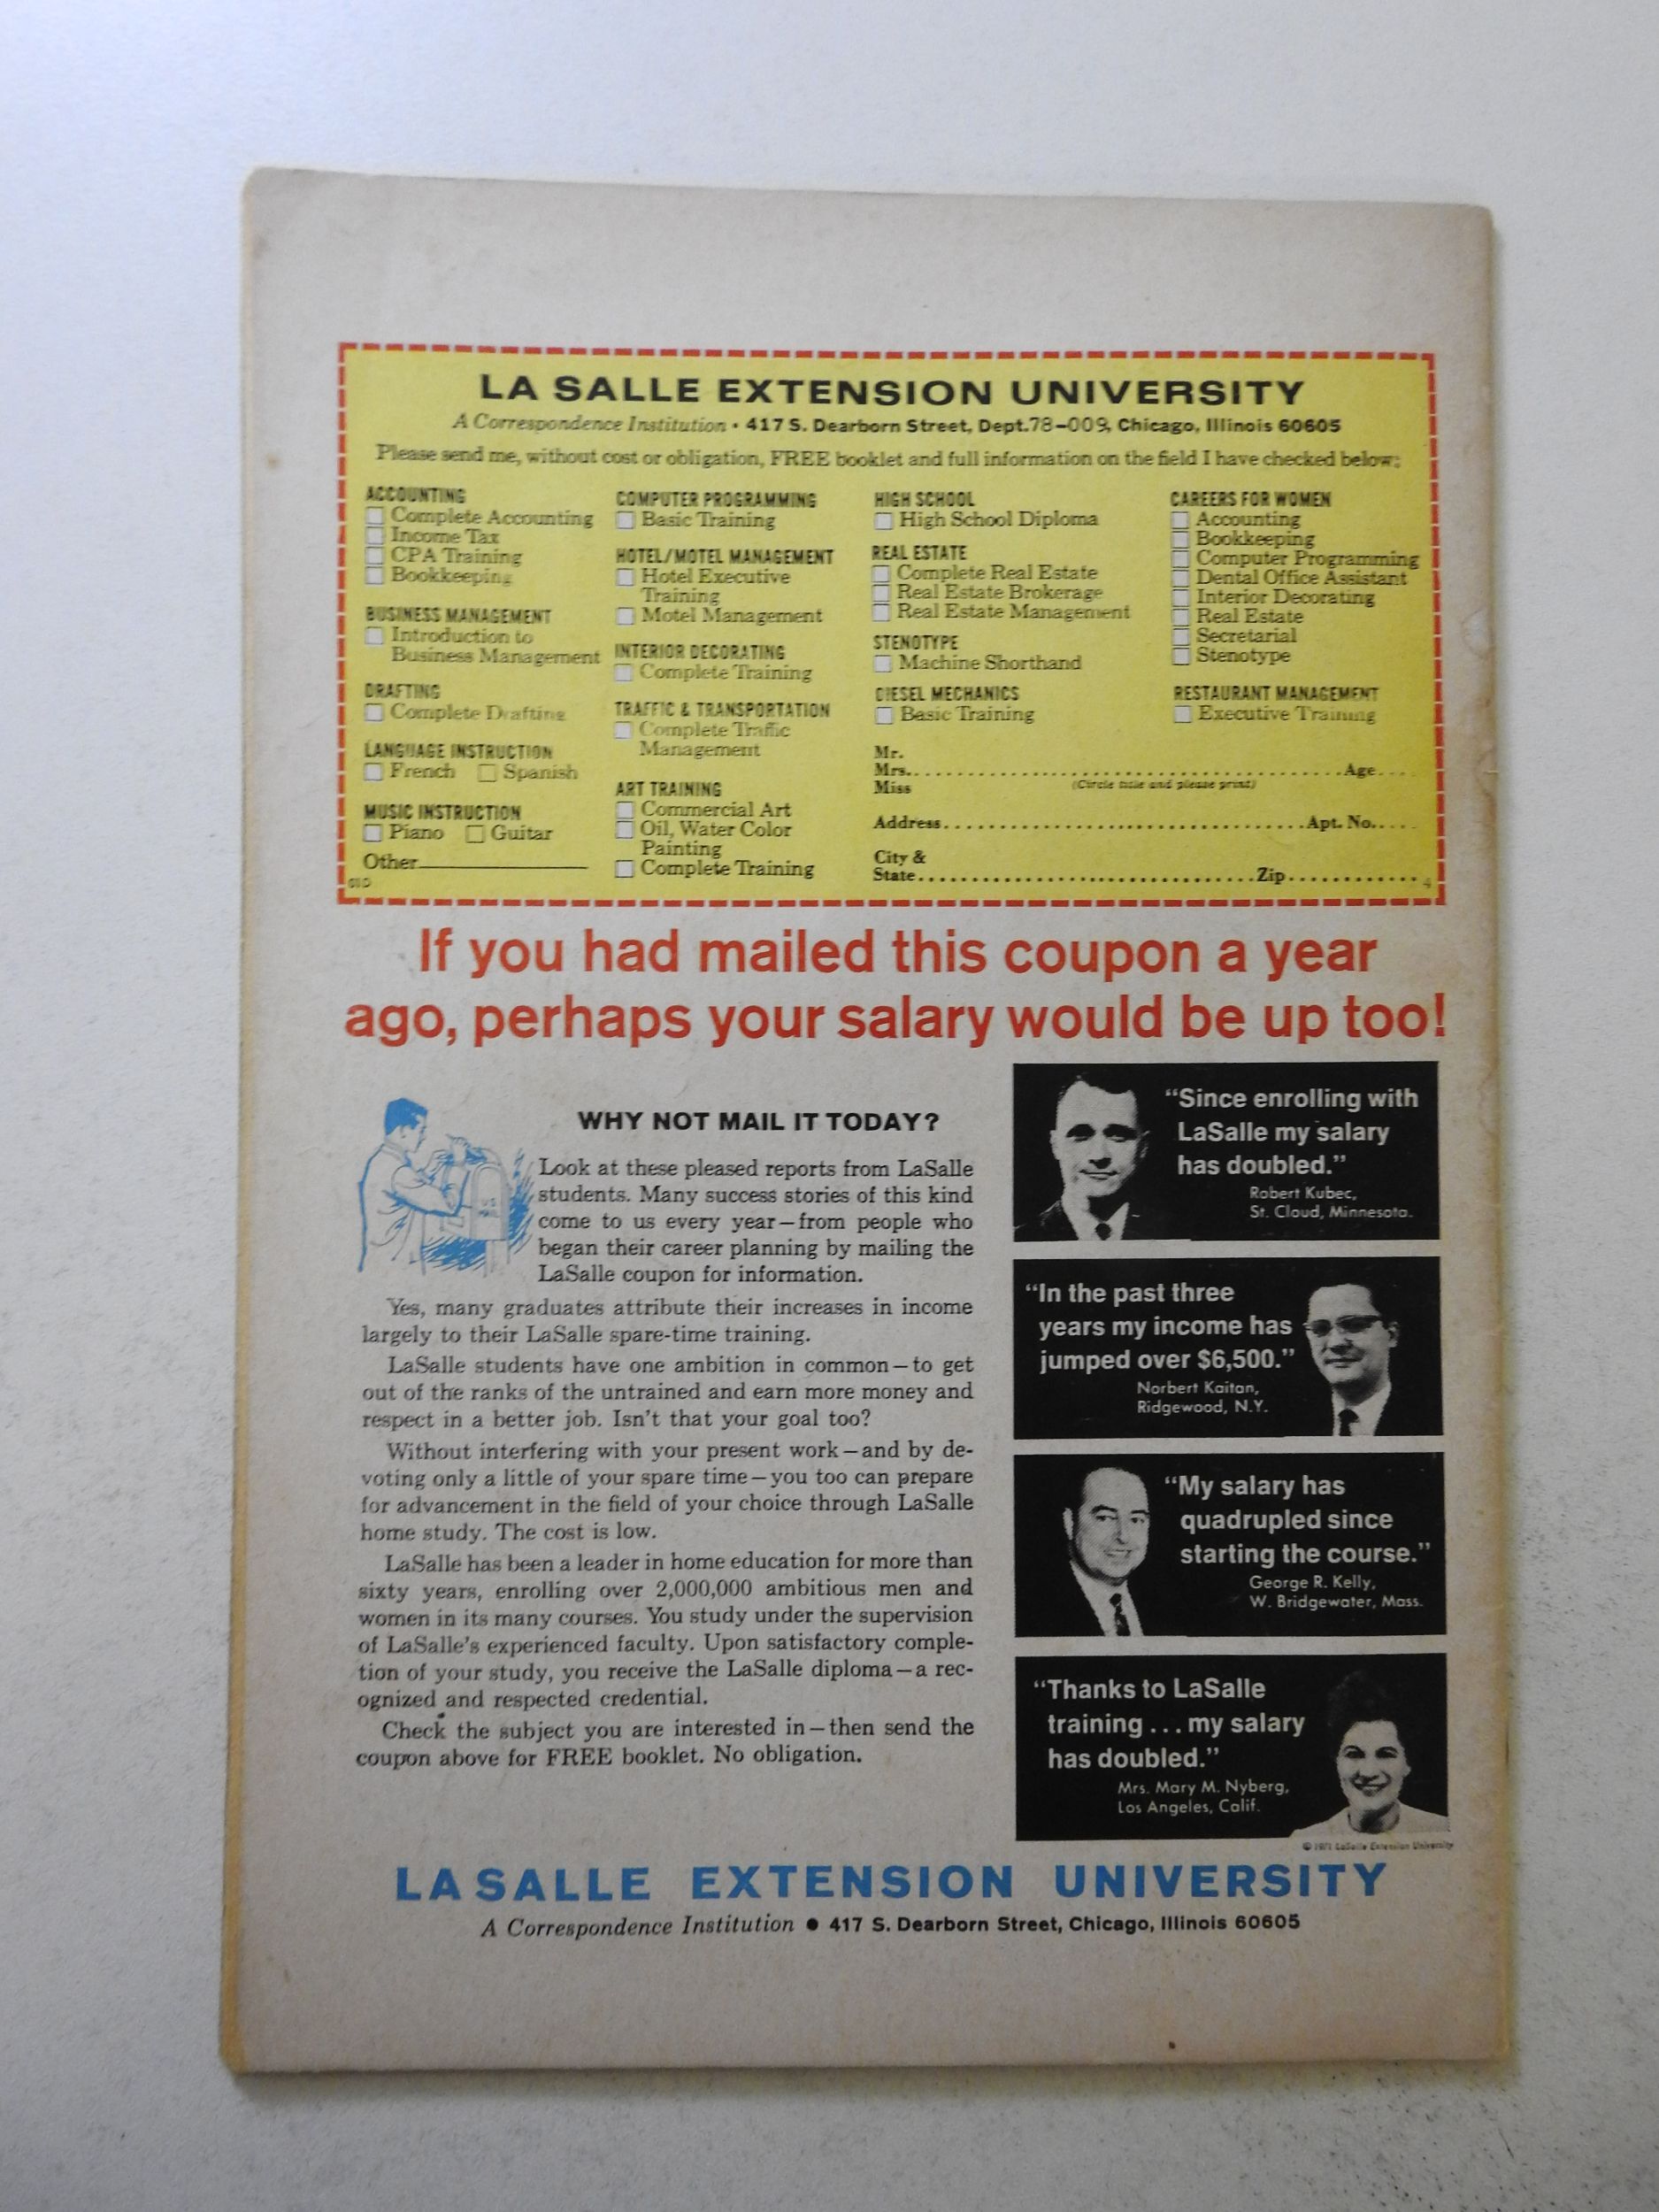 LA SALLE EXTENSION UNIVERSITY
A Correspondence Institution • 417 S. Dearborn Street, Dept. 78-009, Chicago, Illinois 60605
Please send me, without cost or obligation, FREE booklet and full information on the field I have checked below:
ACCOUNTING
Complete Accounting
Income Tax
CPA Training
Bookkeeping
BUSINESS MANAGEMENT
Introduction to
Business Management
DRAFTING
Complete Drafting
LANGUAGE INSTRUCTION
French Spanish
MUSIC INSTRUCTION
Piano Guitar
Other
COMPUTER PROGRAMMING
Basic Training
HOTEL/MOTEL MANAGEMENT
Hotel Executive
Training
Motel Management
INTERIOR DECORATING
Complete Training
TRAFFIC & TRANSPORTATION
Complete Traffic
Management
ART TRAINING
Commercial Art
Oil, Water Color
Painting
Complete Training
HIGH SCHOOL
High School Diploma
REAL ESTATE
Complete Real Estate
Real Estate Brokerage
Real Estate Management
STENOTYPE
Machine Shorthand
DIESEL MECHANICS
Basic Training
CAREERS FOR WOMEN
Accounting
Bookkeeping
Computer Programming
Dental Office Assistant
Interior Decorating
Real Estate
Secretarial
Stenotype
RESTAURANT MANAGEMENT
Executive Training
Mr.
Mrs. Age
Miss (Circle title and please print)
Address Apt. No.
City &
State Zip
4
If you had mailed this coupon a year
ago, perhaps your salary would be up too!
WHY NOT MAIL IT TODAY?
U.S. MAIL
Look at these pleased reports from LaSalle
students. Many success stories of this kind
come to us every year—from people who
began their career planning by mailing the
LaSalle coupon for information.
Yes, many graduates attribute their increases in income
largely to their LaSalle spare-time training.
LaSalle students have one ambition in common—to get
out of the ranks of the untrained and earn more money and
respect in a better job. Isn't that your goal too?
Without interfering with your present work—and by de-
voting only a little of your spare time—you too can prepare
for advancement in the field of your choice through LaSalle
home study. The cost is low.
LaSalle has been a leader in home education for more than
sixty years, enrolling over 2,000,000 ambitious men and
women in its many courses. You study under the supervision
of LaSalle's experienced faculty. Upon satisfactory comple-
tion of your study, you receive the LaSalle diploma—a rec-
ognized and respected credential.
Check the subject you are interested in—then send the
coupon above for FREE booklet. No obligation.
"Since enrolling with
LaSalle my salary
has doubled."
Robert Kubec,
St. Cloud, Minnesota.
"In the past three
years my income has
jumped over $6,500."
Norbert Kaitan,
Ridgewood, N.Y.
"My salary has
quadrupled since
starting the course."
George R. Kelly,
W. Bridgewater, Mass.
"Thanks to LaSalle
training... my salary
has doubled."
Mrs. Mary M. Nyberg,
Los Angeles, Calif.
© 1971 LaSalle Extension University
LASALLE EXTENSION UNIVERSITY
A Correspondence Institution • 417 S. Dearborn Street, Chicago, Illinois 60605